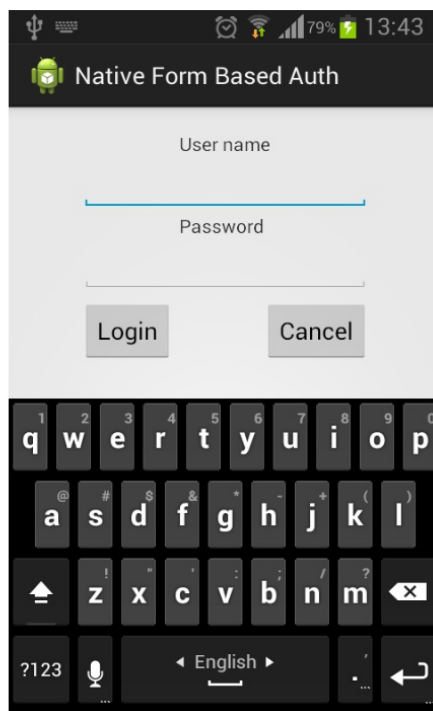 79% 13:43
Native Form Based Auth
User name
Password
Login Cancel
1 2 3 4 5 6 7 8 9 0
q w e r t y u i o p
@ # $ & * - + ( )
a s d f g h j k l
! " ' : ; / ?
z x c v b n m
?123 English . ,